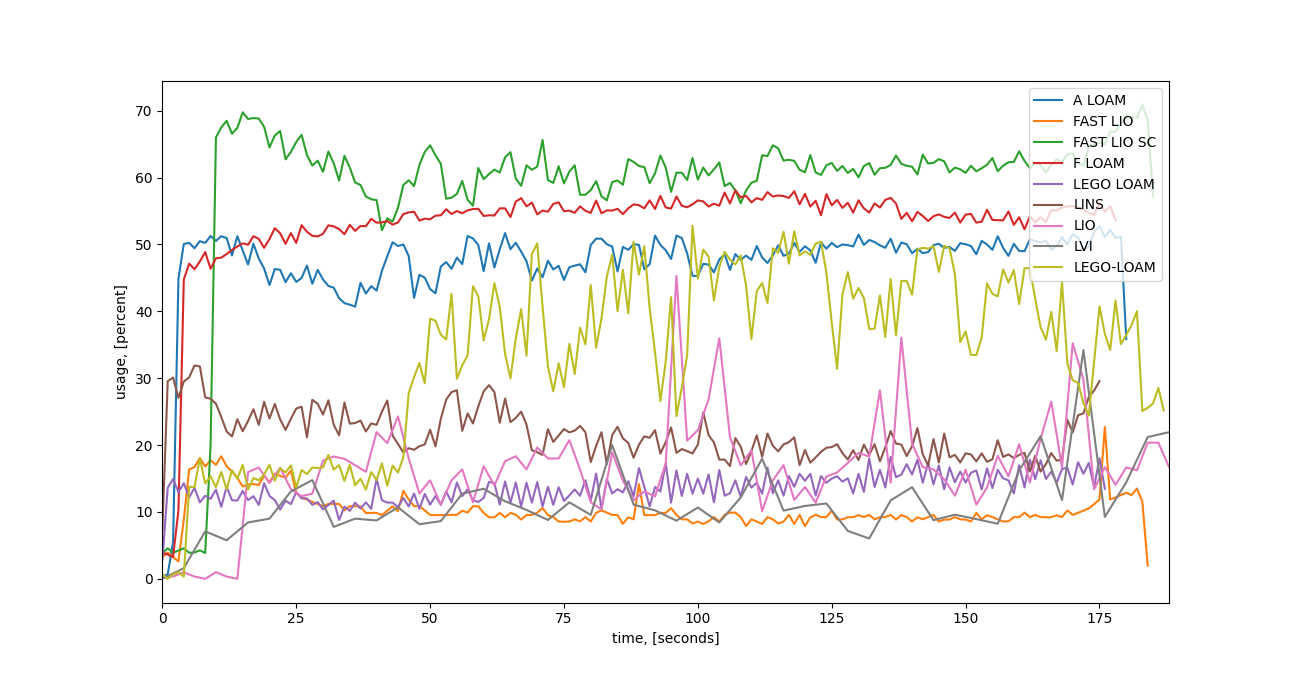 70
60
50
40
30
20
10
0
usage, [percent]
0 25 50 75 100 125 150 175
time, [seconds]
A LOAM
FAST LIO
FAST LIO SC
F LOAM
LEGO LOAM
LINS
LIO
LVI
LEGO-LOAM